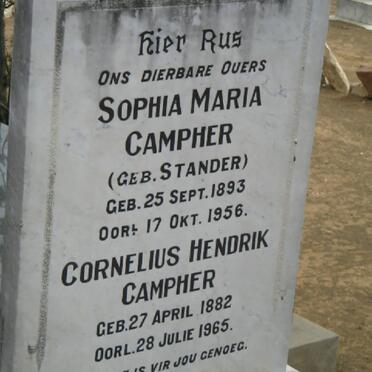 Hier Rus
Ons Dierbare Ouers
Sophia Maria
Campher
(Geb. Stander)
Geb. 25 Sept. 1893
Oorl. 17 Okt. 1956.
Cornelius Hendrik
Campher
Geb. 27 April 1882
Oorl. 28 Julie 1965.
is vir jou genoeg.